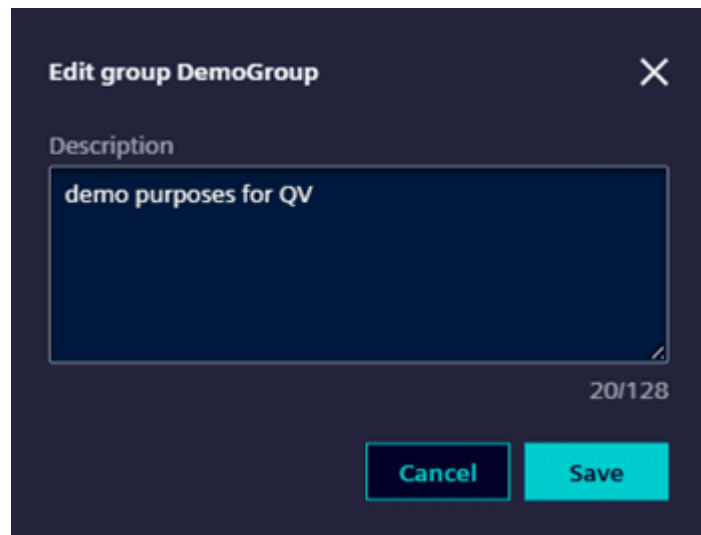 Edit group DemoGroup
Description
demo purposes for QV
20/128
Cancel Save